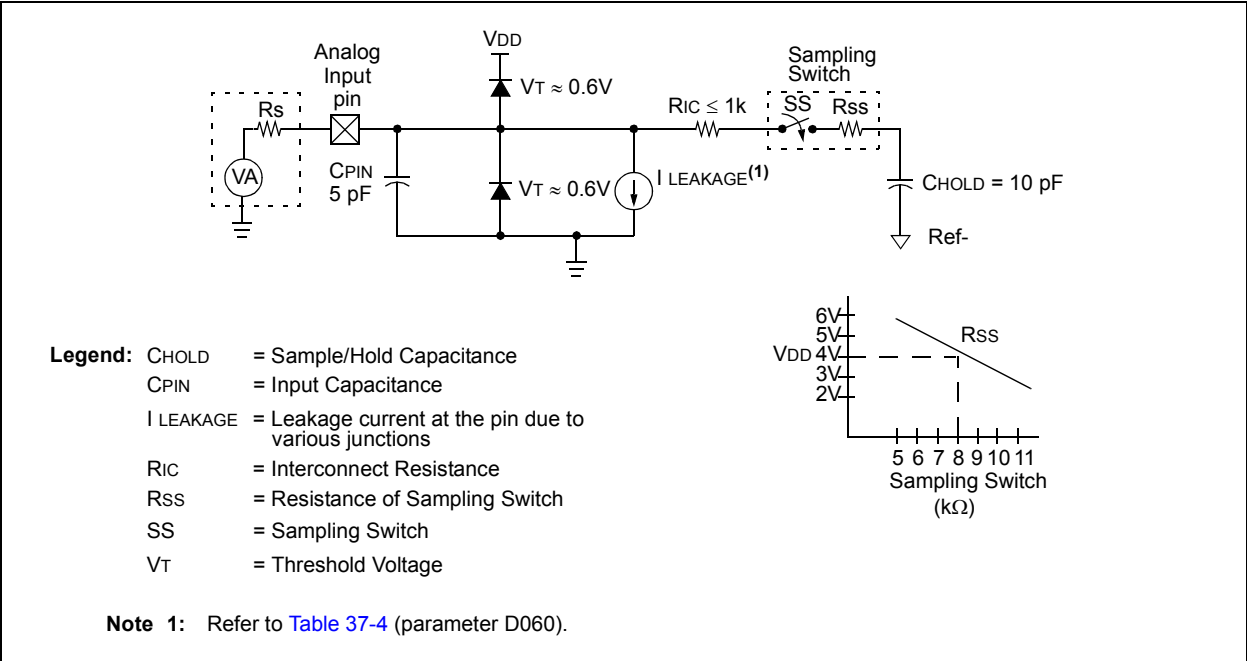 VDD
Analog
Input
pin
Sampling
Switch
VT ≈ 0.6V
RIC ≤ 1k
SS
Rss
Rs
VA
CPIN
5 pF
VT ≈ 0.6V
I LEAKAGE(1)
CHOLD = 10 pF
Ref-
6V
5V
VDD 4V
3V
2V
RSS
5 6 7 8 9 10 11
Sampling Switch
(kΩ)
Legend: CHOLD = Sample/Hold Capacitance
CPIN = Input Capacitance
I LEAKAGE = Leakage current at the pin due to
various junctions
RIC = Interconnect Resistance
RSS = Resistance of Sampling Switch
SS = Sampling Switch
VT = Threshold Voltage
Note 1: Refer to Table 37-4 (parameter D060).